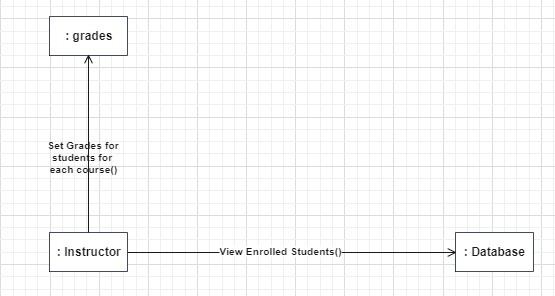 : grades
Set Grades for
students for
each course()
: Instructor
View Enrolled Students()
: Database